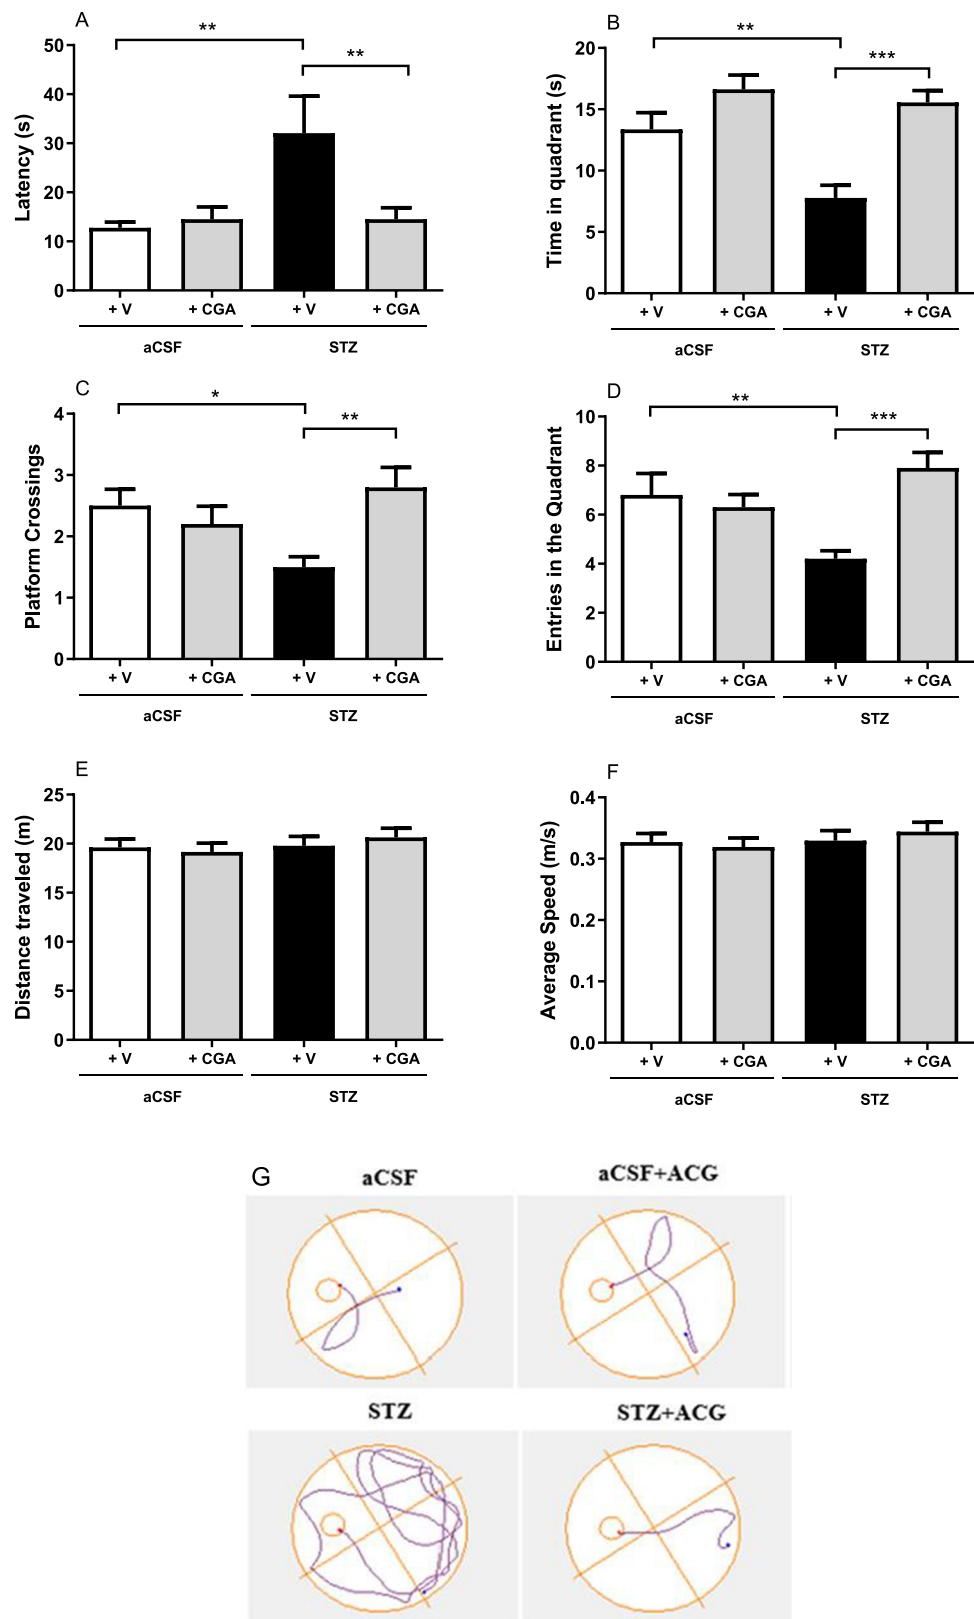 A
**
**
50
40
30
20
10
0
Latency (s)
+ V
+ CGA
+ V
+ CGA
aCSF
STZ
B
**
***
20
15
10
5
0
Time in quadrant (s)
+ V
+ CGA
+ V
+ CGA
aCSF
STZ
C
*
**
4
3
2
1
0
Platform Crossings
+ V
+ CGA
+ V
+ CGA
aCSF
STZ
D
**
***
10
8
6
4
2
0
Entries in the Quadrant
+ V
+ CGA
+ V
+ CGA
aCSF
STZ
E
25
20
15
10
5
0
Distance traveled (m)
+ V
+ CGA
+ V
+ CGA
aCSF
STZ
F
0.4
0.3
0.2
0.1
0.0
Average Speed (m/s)
+ V
+ CGA
+ V
+ CGA
aCSF
STZ
G
aCSF
aCSF+ACG
STZ
STZ+ACG